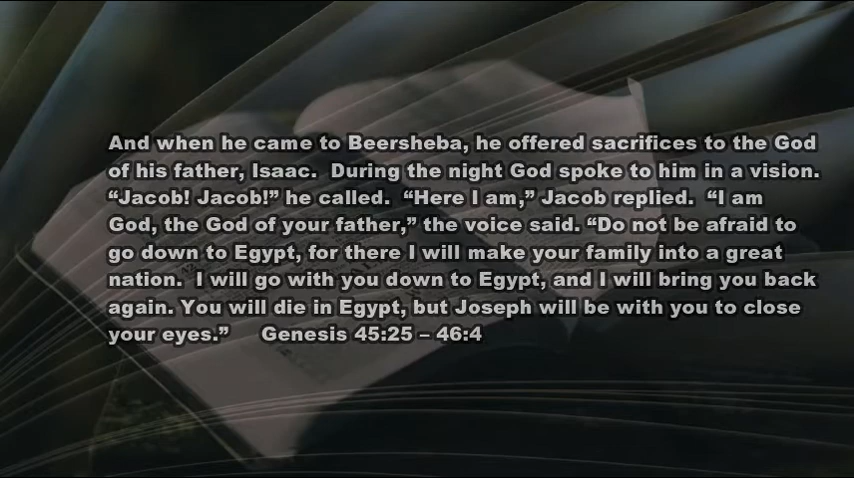 And when he came to Beersheba, he offered sacrifices to the God
of his father, Isaac.  During the night God spoke to him in a vision.
“Jacob! Jacob!” he called.  “Here I am,” Jacob replied.  “I am
God, the God of your father,” the voice said. “Do not be afraid to
go down to Egypt, for there I will make your family into a great
nation.  I will go with you down to Egypt, and I will bring you back
again. You will die in Egypt, but Joseph will be with you to close
your eyes.”     Genesis 45:25 – 46:4